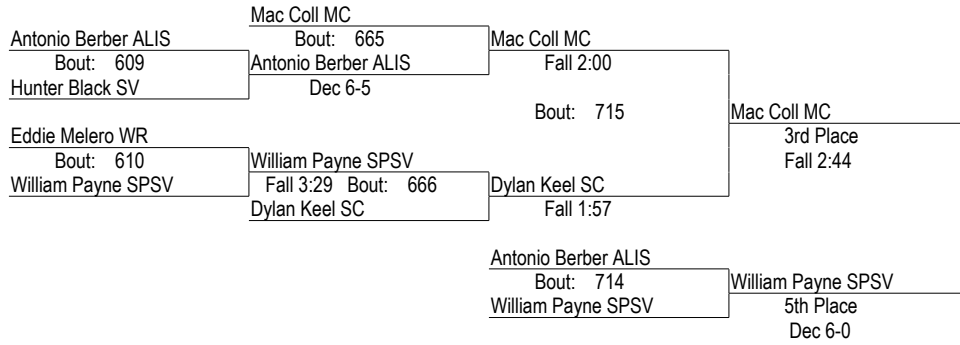 Mac Coll MC
Antonio Berber ALIS
Bout: 665
Mac Coll MC
Bout: 609
Antonio Berber ALIS
Fall 2:00
Hunter Black SV
Dec 6-5
Bout: 715
Mac Coll MC
Eddie Melero WR
3rd Place
Bout: 610
William Payne SPSV
Fall 2:44
William Payne SPSV
Fall 3:29 Bout: 666
Dylan Keel SC
Dylan Keel SC
Fall 1:57
Antonio Berber ALIS
Bout: 714
William Payne SPSV
William Payne SPSV
5th Place
Dec 6-0